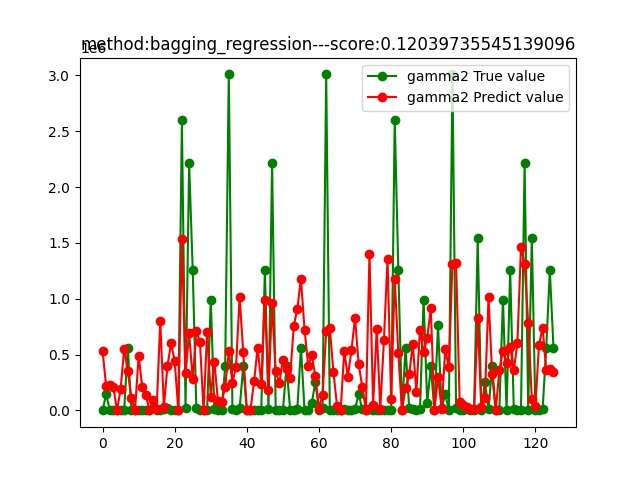 method:bagging_regression---score:0.12039735545139096
1e6
gamma2 True value
gamma2 Predict value
3.0
2.5
2.0
1.5
1.0
0.5
0.0
0 20 40 60 80 100 120